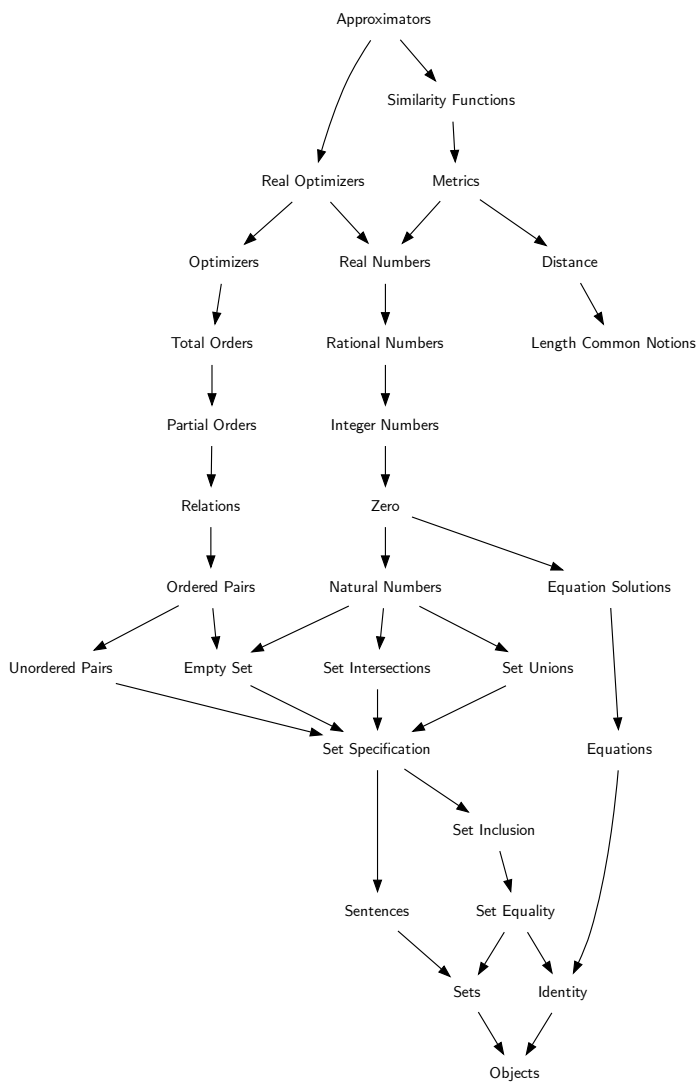 Approximators
Similarity Functions
Real Optimizers
Metrics
Optimizers
Real Numbers
Distance
Total Orders
Rational Numbers
Length Common Notions
Partial Orders
Integer Numbers
Relations
Zero
Ordered Pairs
Natural Numbers
Equation Solutions
Unordered Pairs
Empty Set
Set Intersections
Set Unions
Set Specification
Equations
Set Inclusion
Sentences
Set Equality
Sets
Identity
Objects